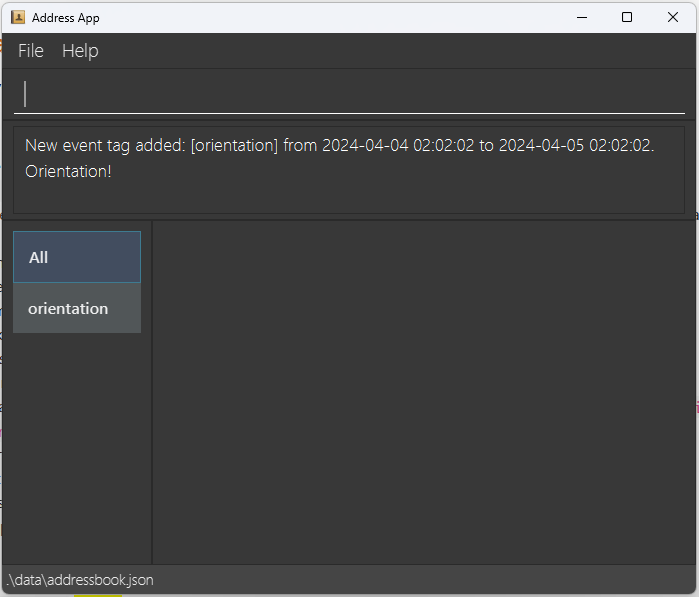 Address App
File Help
New event tag added: [orientation] from 2024-04-04 02:02:02 to 2024-04-05 02:02:02.
Orientation!
All
orientation
.\data\addressbook.json